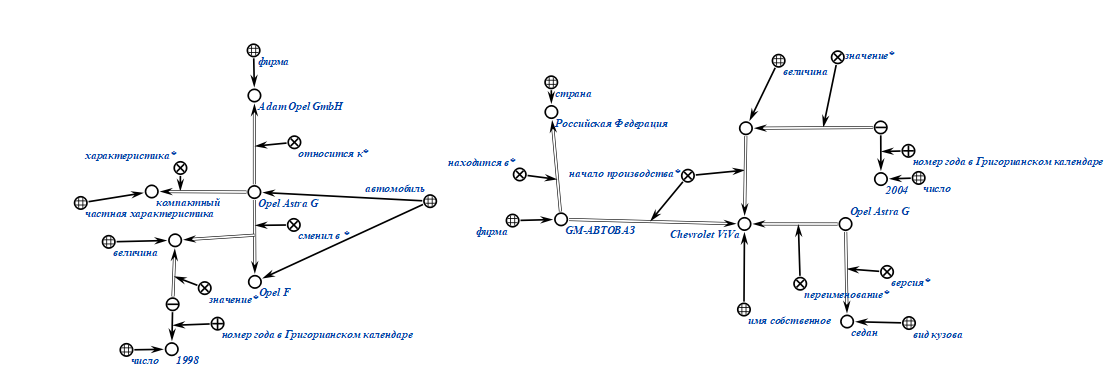 фирма
Adam Opel GmbH
характеристика*
относится к*
компактный
частная характеристика
Opel Astra G
автомобиль
сменил в *
величина
значение*
Opel F
номер года в Григорианском календаре
число
1998
страна
Российская Федерация
находится в*
начало производства*
фирма
GM-АВТОВАЗ
Chevrolet ViVa
величина
значение*
номер года в Григорианском календаре
2004
число
Opel Astra G
переименование*
версия*
имя собственное
седан
вид кузова